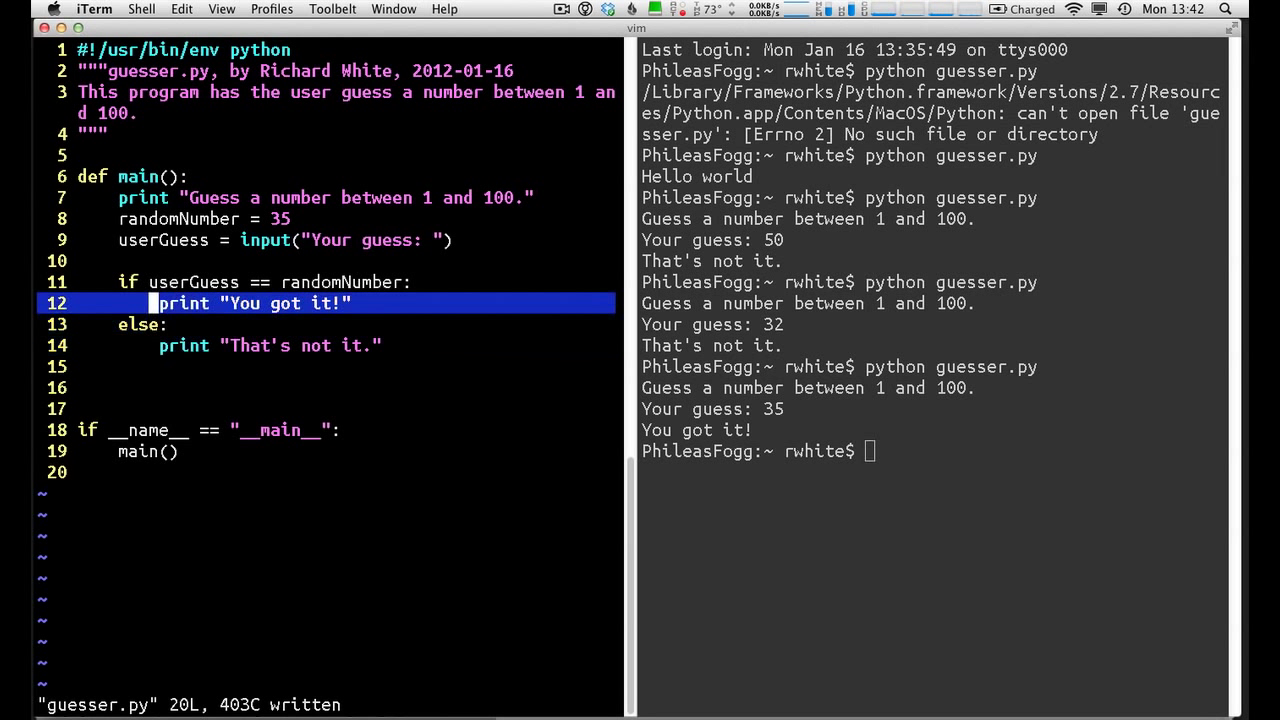 iTerm Shell Edit View Profiles Toolbelt Window Help 73° 0.0KB/s 0.0KB/s Charged Mon 13:42
vim
1 #!/usr/bin/env python
2 """guesser.py, by Richard White, 2012-01-16
3 This program has the user guess a number between 1 an
d 100.
4 """
5
6 def main():
7 print "Guess a number between 1 and 100."
8 randomNumber = 35
9 userGuess = input("Your guess: ")
10
11 if userGuess == randomNumber:
12 print "You got it!"
13 else:
14 print "That's not it."
15
16
17
18 if __name__ == "__main__":
19 main()
20
~
~
~
~
~
~
~
~
~
~
"guesser.py" 20L, 403C written
Last login: Mon Jan 16 13:35:49 on ttys000
PhileasFogg:~ rwhite$ python guesser.py
/Library/Frameworks/Python.framework/Versions/2.7/Resourc
es/Python.app/Contents/MacOS/Python: can't open file 'gue
sser.py': [Errno 2] No such file or directory
PhileasFogg:~ rwhite$ python guesser.py
Hello world
PhileasFogg:~ rwhite$ python guesser.py
Guess a number between 1 and 100.
Your guess: 50
That's not it.
PhileasFogg:~ rwhite$ python guesser.py
Guess a number between 1 and 100.
Your guess: 32
That's not it.
PhileasFogg:~ rwhite$ python guesser.py
Guess a number between 1 and 100.
Your guess: 35
You got it!
PhileasFogg:~ rwhite$